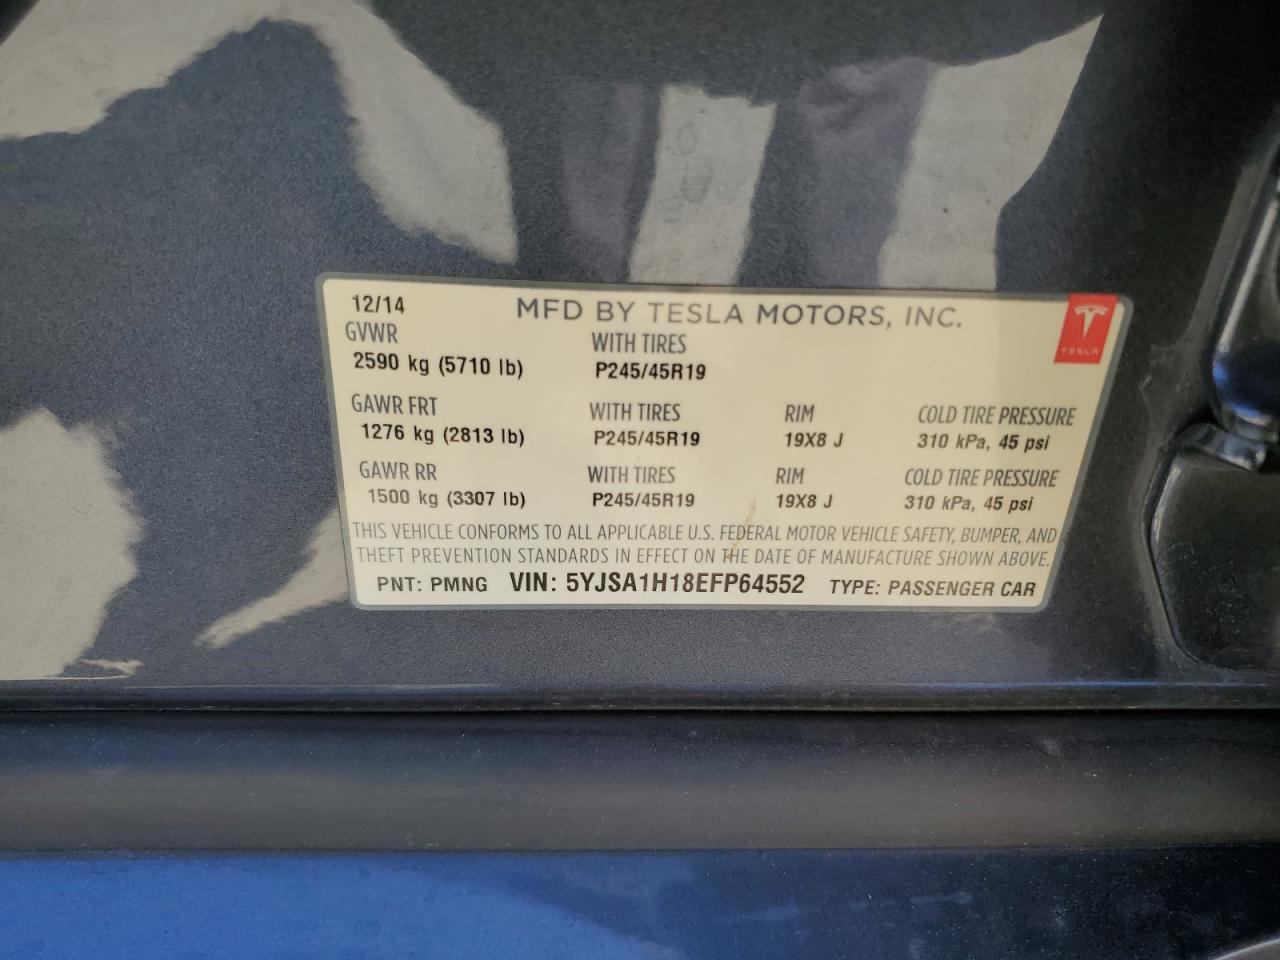 12/14 MFD BY TESLA MOTORS, INC.
TESLA
GVWR WITH TIRES
2590 kg (5710 lb) P245/45R19
GAWR FRT WITH TIRES RIM COLD TIRE PRESSURE
1276 kg (2813 lb) P245/45R19 19X8 J 310 kPa, 45 psi
GAWR RR WITH TIRES RIM COLD TIRE PRESSURE
1500 kg (3307 lb) P245/45R19 19X8 J 310 kPa, 45 psi
THIS VEHICLE CONFORMS TO ALL APPLICABLE U.S. FEDERAL MOTOR VEHICLE SAFETY, BUMPER, AND
THEFT PREVENTION STANDARDS IN EFFECT ON THE DATE OF MANUFACTURE SHOWN ABOVE.
PNT: PMNG VIN: 5YJSA1H18EFP64552 TYPE: PASSENGER CAR